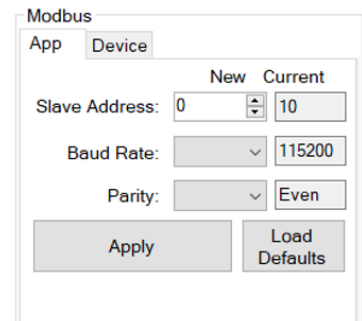 Modbus
App Device
New Current
Slave Address: 0 10
Baud Rate: 115200
Parity: Even
Apply
Load
Defaults